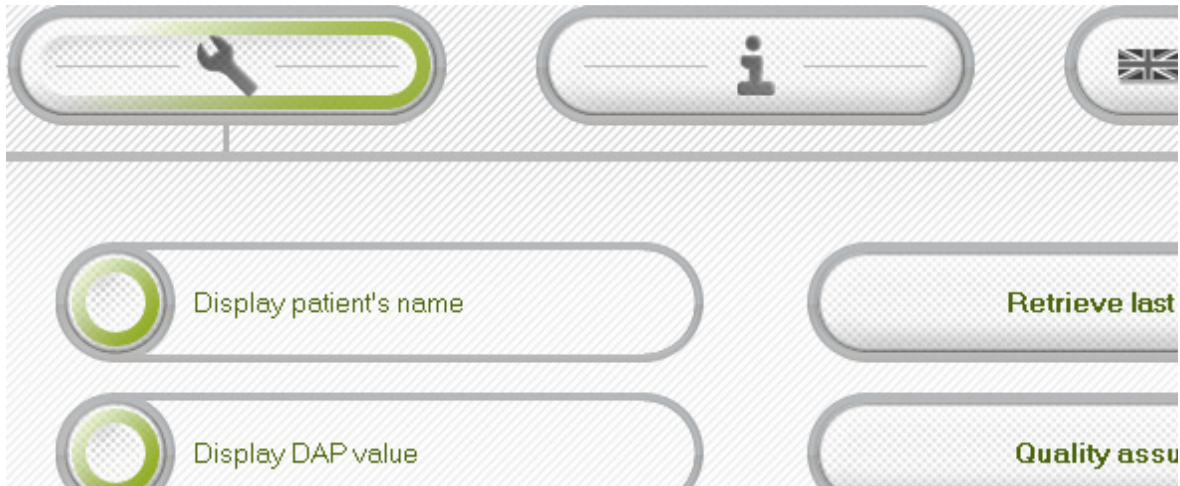 Display patient's name
Retrieve last
Display DAP value
Quality assu